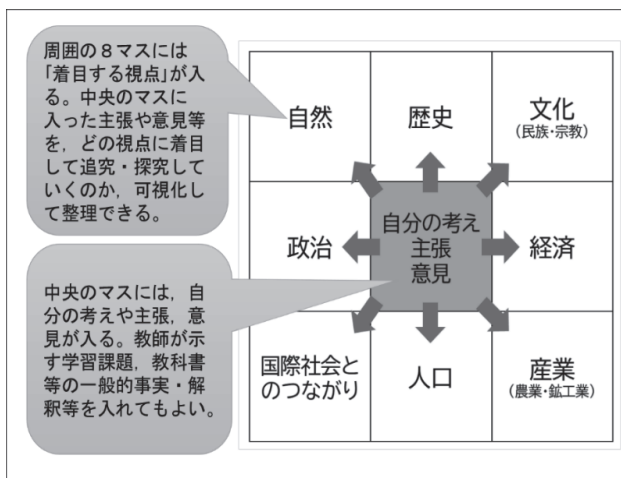 周囲の８マスには
「着目する視点」が入
る。中央のマスに
入った主張や意見等
を，どの視点に着目
して追究・探究して
いくのか，可視化し
て整理できる。
中央のマスには，自
分の考えや主張，意
見が入る。教師が示
す学習課題，教科書
等の一般的事実・解
釈等を入れてもよい。
自然
歴史
文化
（民族・宗教）
政治
自分の考え
主張
意見
経済
国際社会と
のつながり
人口
産業
（農業・鉱工業）